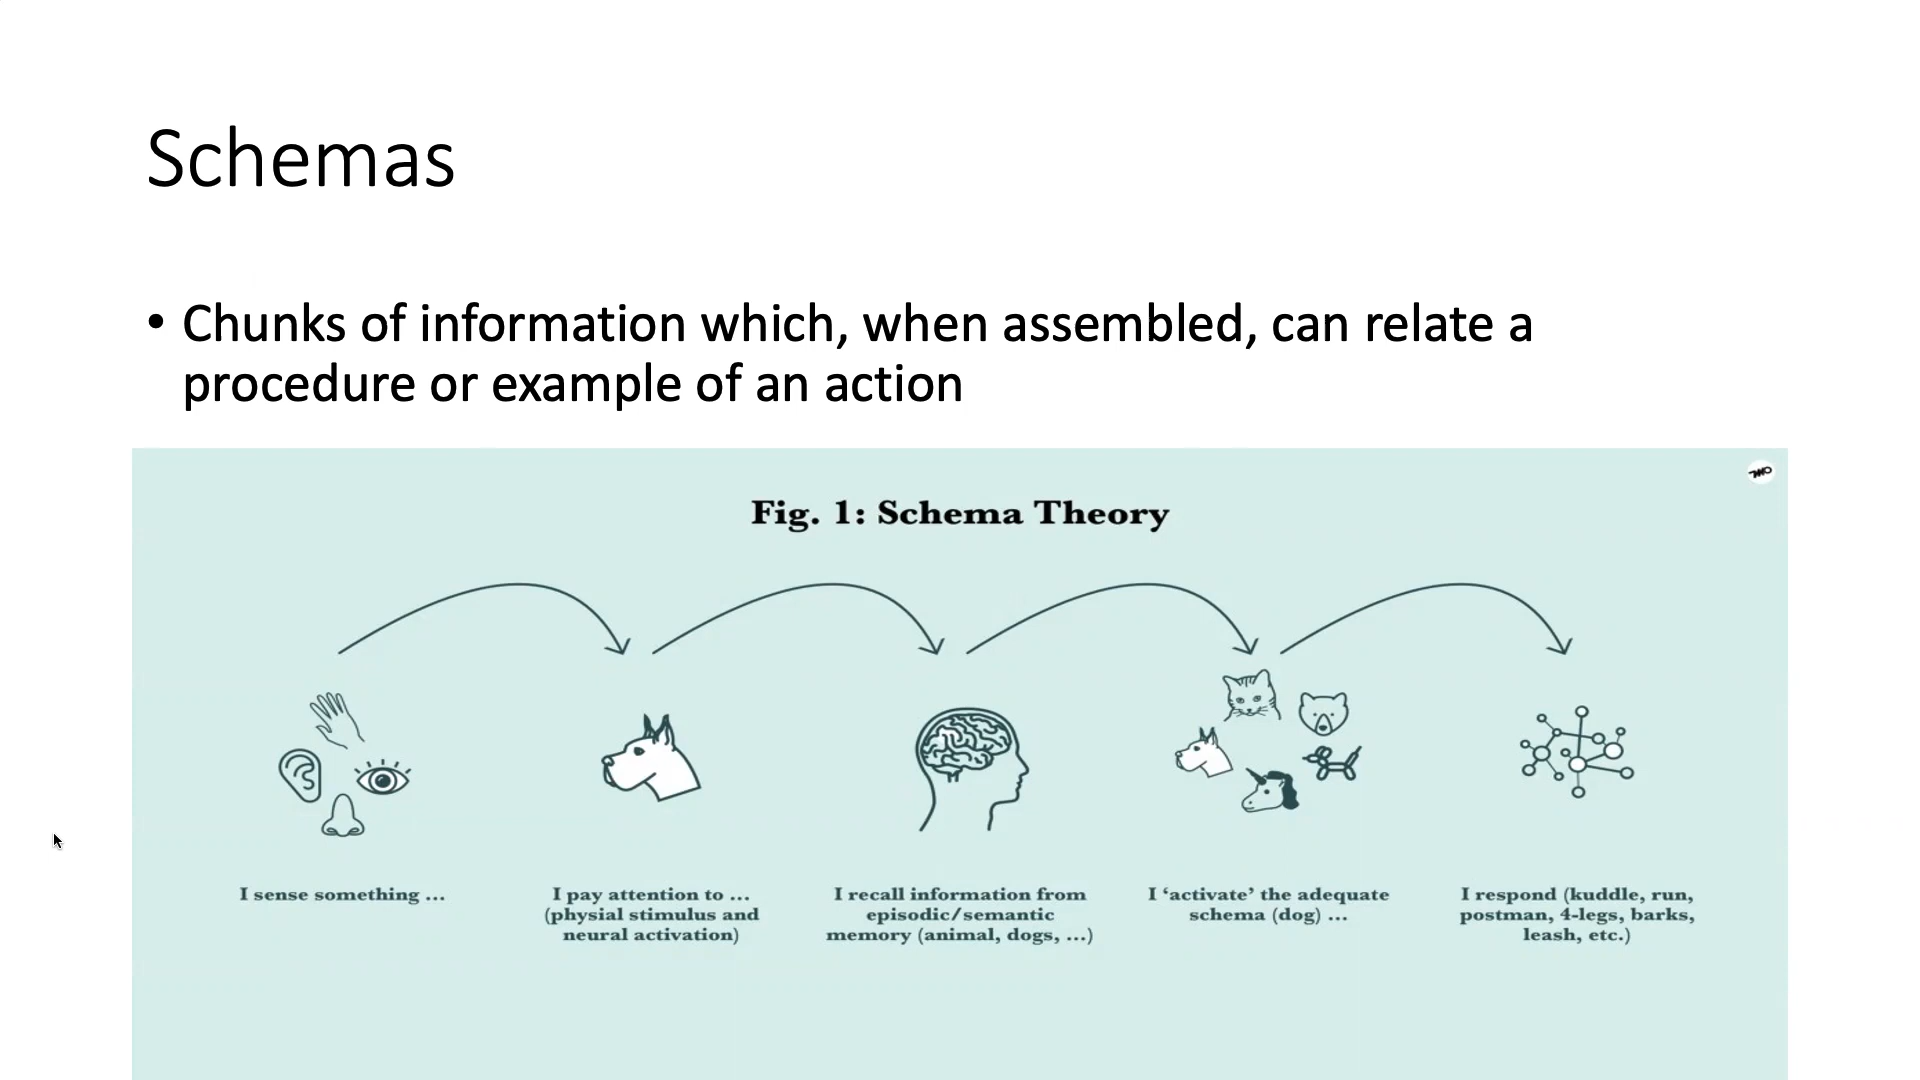 Schemas
• Chunks of information which, when assembled, can relate a
procedure or example of an action
Fig. 1: Schema Theory
I sense something ...
I pay attention to ...
(physial stimulus and
neural activation)
I recall information from
episodic/semantic
memory (animal, dogs, ...)
I ‘activate’ the adequate
schema (dog) ...
I respond (kuddle, run,
postman, 4-legs, barks,
leash, etc.)